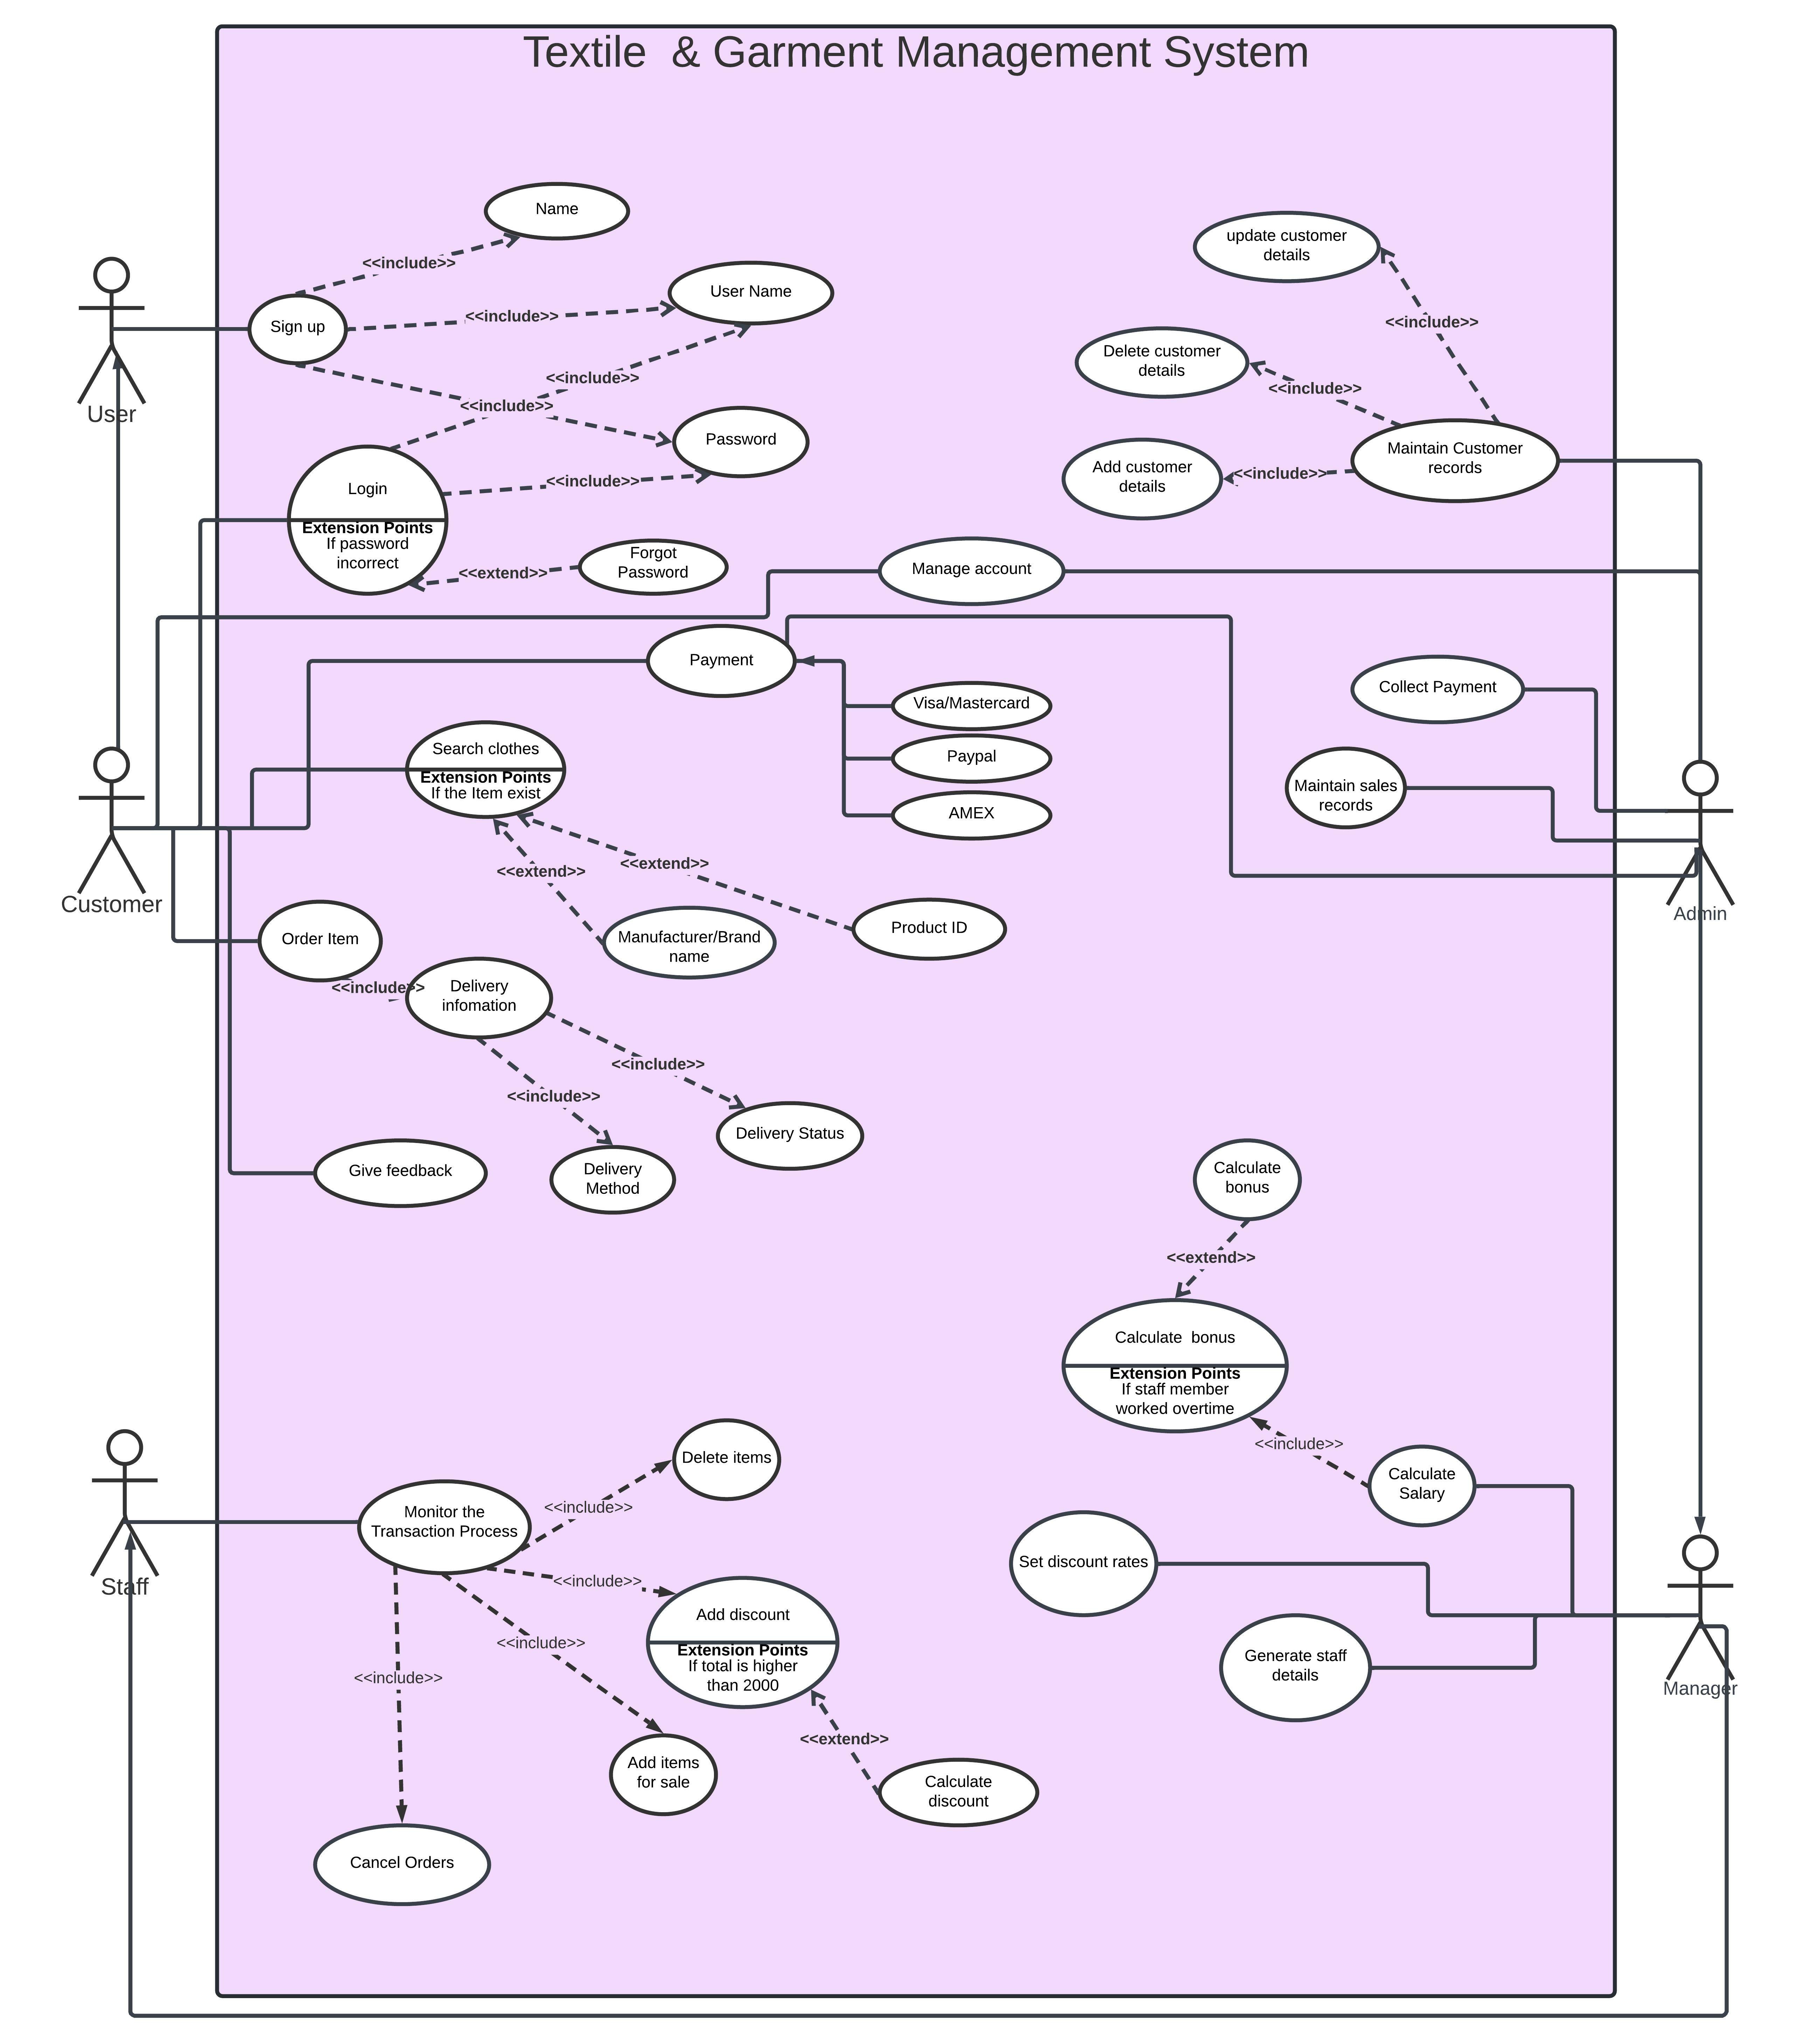 Textile  & Garment Management System
Name
update customer
details
<<include>>
User Name
User
Sign up
<<include>>
<<include>>
Delete customer
details
<<include>>
<<include>>
<<include>>
Password
Maintain Customer
records
Add customer
details
<<include>>
Login
Extension Points
If password
incorrect
<<include>>
<<extend>>
Forgot
Password
Manage account
Payment
Collect Payment
Visa/Mastercard
Paypal
AMEX
Search clothes
Extension Points
If the Item exist
Maintain sales
records
<<extend>>
<<extend>>
Customer
Admin
Order Item
Manufacturer/Brand
name
Product ID
<<include>>
Delivery
infomation
<<include>>
<<include>>
Delivery Status
Give feedback
Delivery
Method
Calculate
bonus
<<extend>>
Calculate  bonus
Extension Points
If staff member
worked overtime
<<include>>
Calculate
Salary
Delete items
<<include>>
Monitor the
Transaction Process
Staff
<<include>>
Set discount rates
Add discount
Extension Points
If total is higher
than 2000
<<include>>
<<include>>
Generate staff
details
Manager
<<extend>>
Add items
for sale
Calculate
discount
Cancel Orders